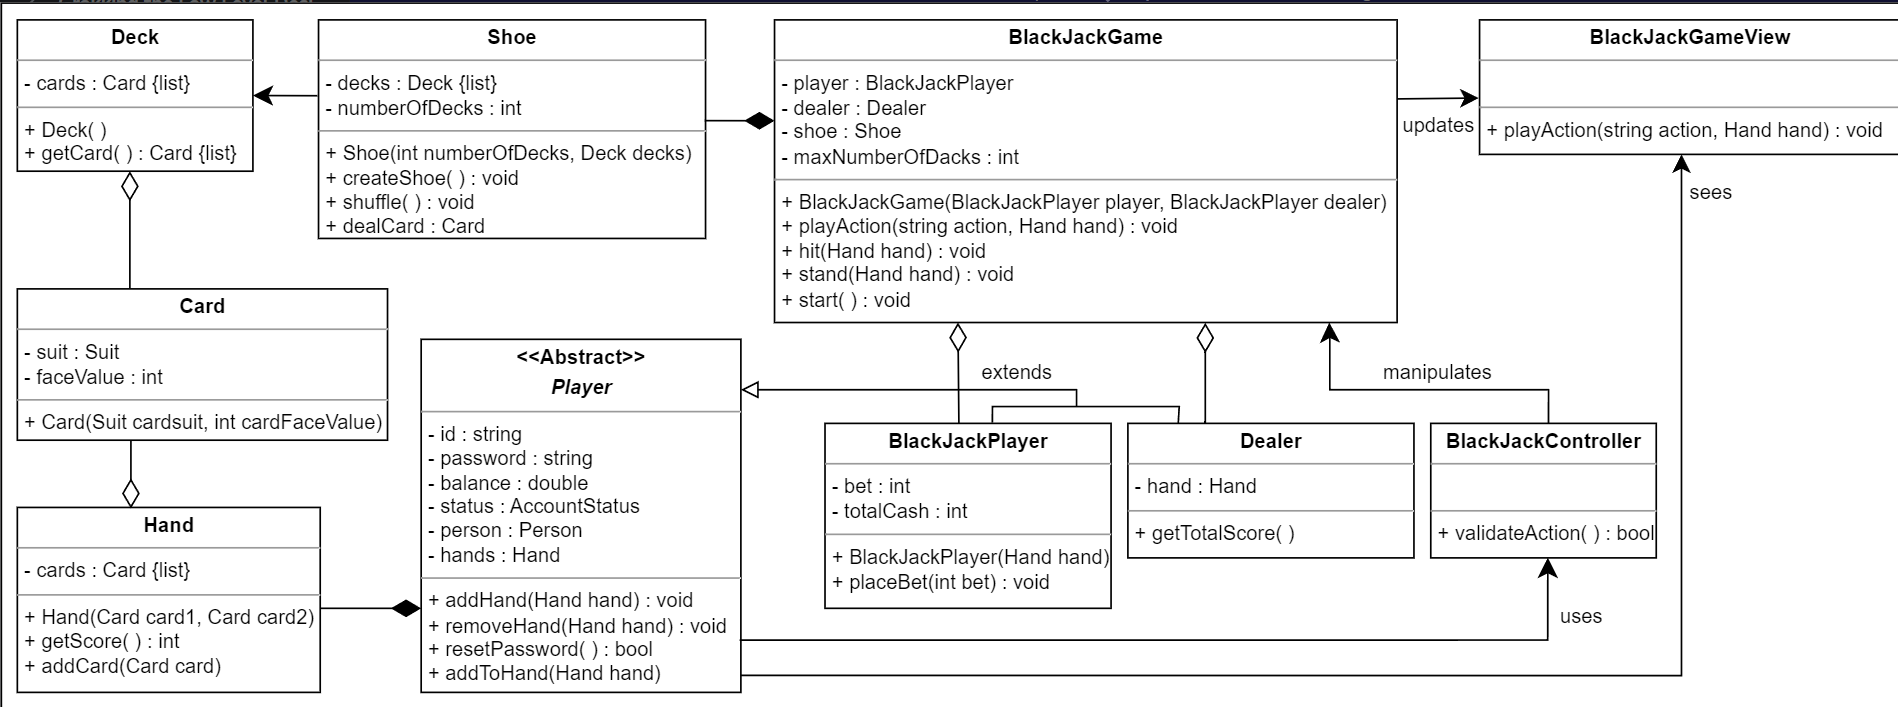 Deck
- cards : Card {list}
+ Deck( )
+ getCard( ) : Card {list}
Shoe
- decks : Deck {list}
- numberOfDecks : int
+ Shoe(int numberOfDecks, Deck decks)
+ createShoe( ) : void
+ shuffle( ) : void
+ dealCard : Card
BlackJackGame
- player : BlackJackPlayer
- dealer : Dealer
- shoe : Shoe
- maxNumberOfDacks : int
+ BlackJackGame(BlackJackPlayer player, BlackJackPlayer dealer)
+ playAction(string action, Hand hand) : void
+ hit(Hand hand) : void
+ stand(Hand hand) : void
+ start( ) : void
updates
BlackJackGameView
+ playAction(string action, Hand hand) : void
sees
Card
- suit : Suit
- faceValue : int
+ Card(Suit cardsuit, int cardFaceValue)
<<Abstract>>
Player
- id : string
- password : string
- balance : double
- status : AccountStatus
- person : Person
- hands : Hand
+ addHand(Hand hand) : void
+ removeHand(Hand hand) : void
+ resetPassword( ) : bool
+ addToHand(Hand hand)
extends
manipulates
BlackJackPlayer
- bet : int
- totalCash : int
+ BlackJackPlayer(Hand hand)
+ placeBet(int bet) : void
Dealer
- hand : Hand
+ getTotalScore( )
BlackJackController
+ validateAction( ) : bool
uses
Hand
- cards : Card {list}
+ Hand(Card card1, Card card2)
+ getScore( ) : int
+ addCard(Card card)